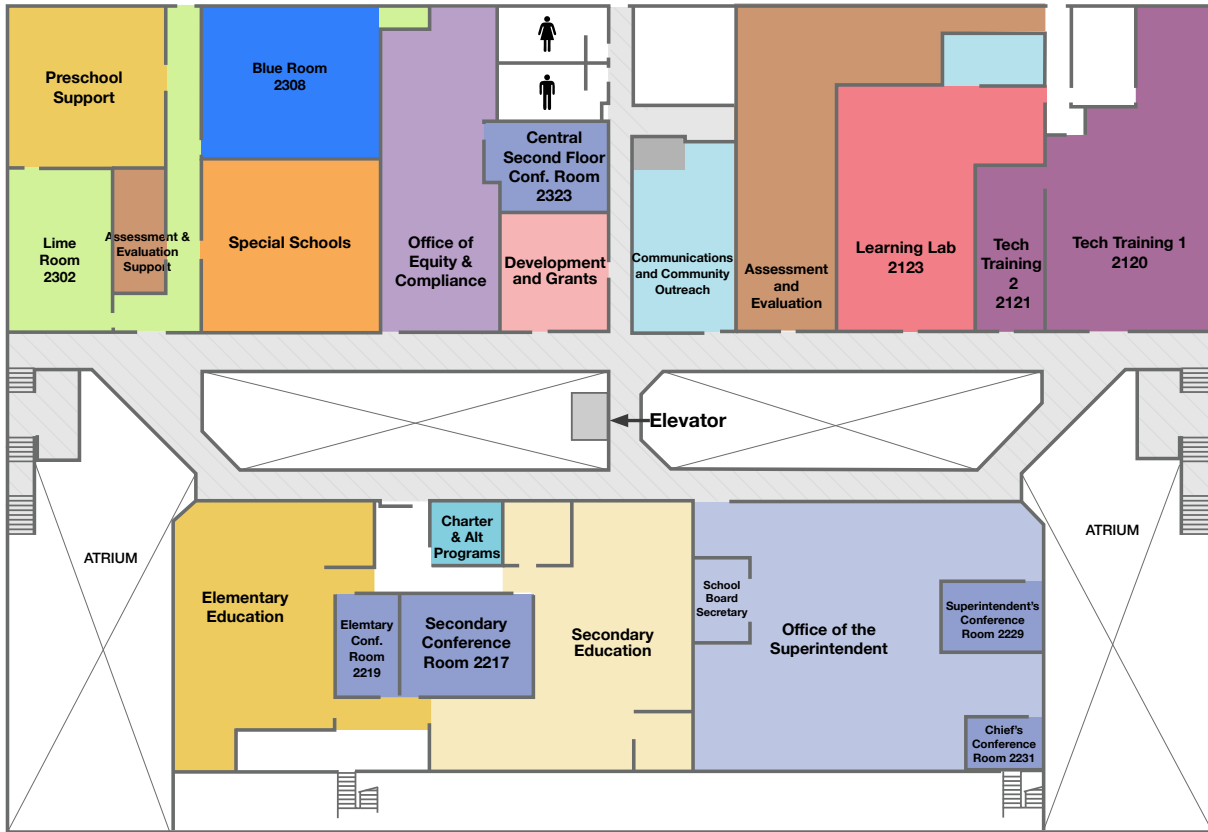 Preschool
Support
Blue Room
2308
Central
Second Floor
Conf. Room
2323
Lime
Room
2302
Assessment &
Evaluation
Support
Special Schools
Office of
Equity &
Compliance
Development
and Grants
Communications
and Community
Outreach
Assessment
and
Evaluation
Learning Lab
2123
Tech
Training
2
2121
Tech Training 1
2120
Elevator
ATRIUM
ATRIUM
Charter
& Alt
Programs
Elementary
Education
Elemtary
Conf.
Room
2219
Secondary
Conference
Room 2217
Secondary
Education
School
Board
Secretary
Office of the
Superintendent
Superintendent's
Conference
Room 2229
Chief's
Conference
Room 2231